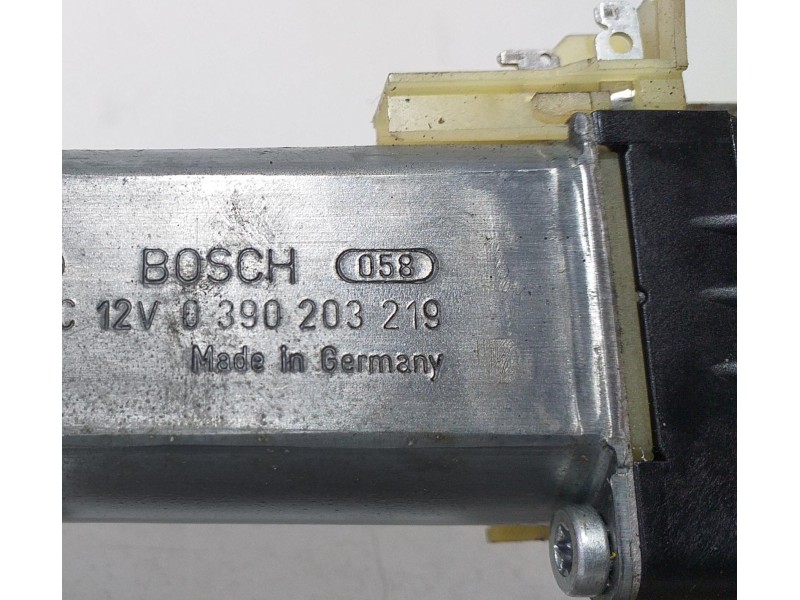 BOSCH 058
C 12V 0 390 203 219
Made in Germany